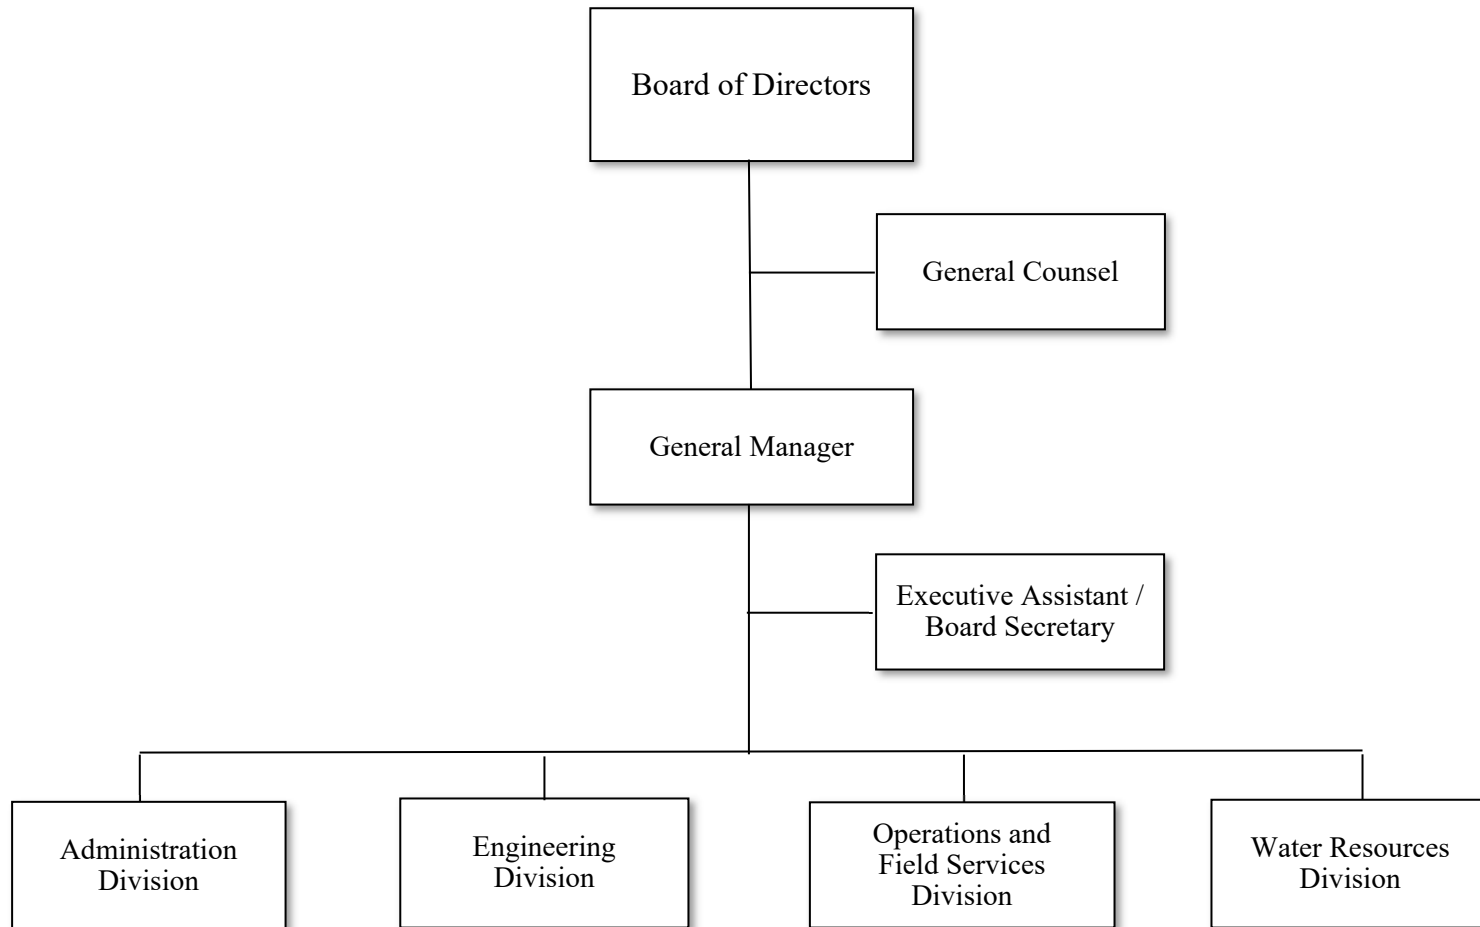 Board of Directors
General Counsel
General Manager
Executive Assistant /
Board Secretary
Administration
Division
Engineering
Division
Operations and
Field Services
Division
Water Resources
Division